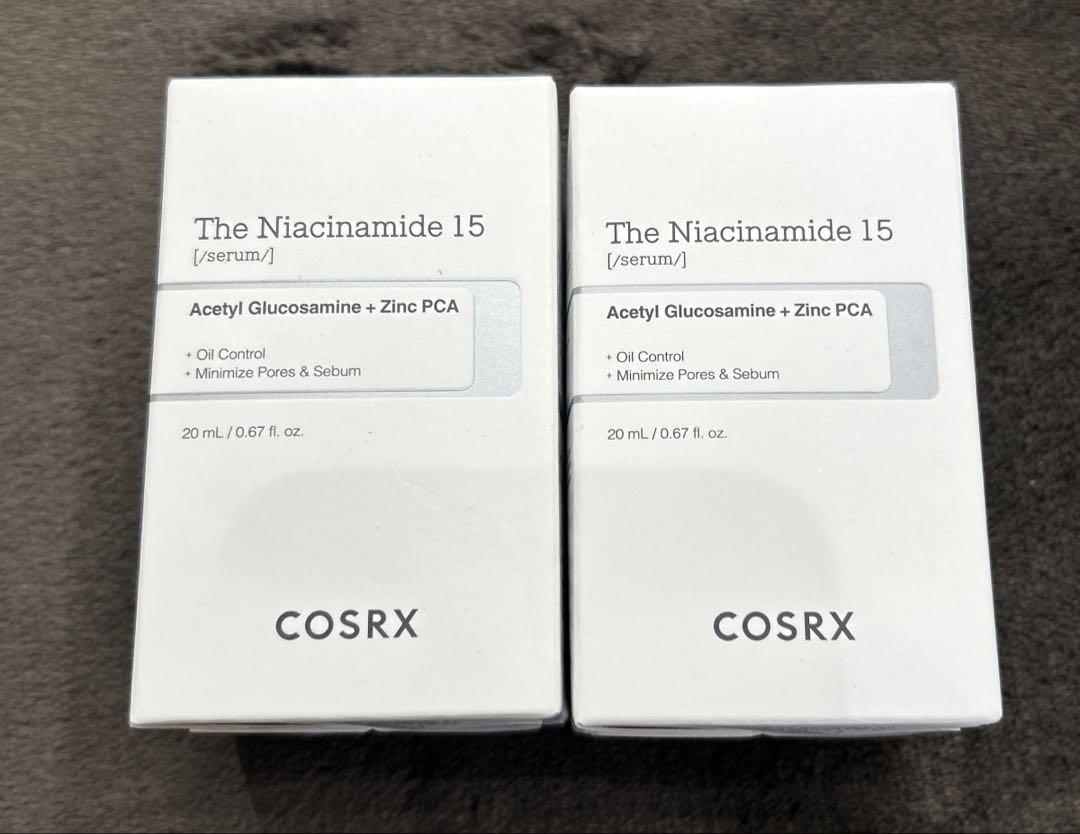 The Niacinamide 15
[/serum/]
Acetyl Glucosamine + Zinc PCA
+ Oil Control
+ Minimize Pores & Sebum
20 mL / 0.67 fl. oz.
COSRX
The Niacinamide 15
[/serum/]
Acetyl Glucosamine + Zinc PCA
+ Oil Control
+ Minimize Pores & Sebum
20 mL / 0.67 fl. oz.
COSRX